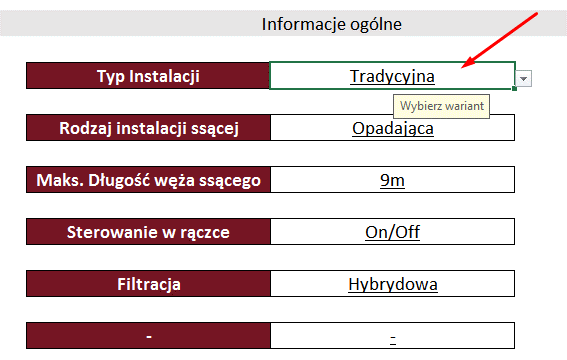 Informacje ogólne
Typ Instalacji Tradycyjna
Wybierz wariant
Rodzaj instalacji ssącej Opadająca
Maks. Długość węża ssącego 9m
Sterowanie w rączce On/Off
Filtracja Hybrydowa
- -